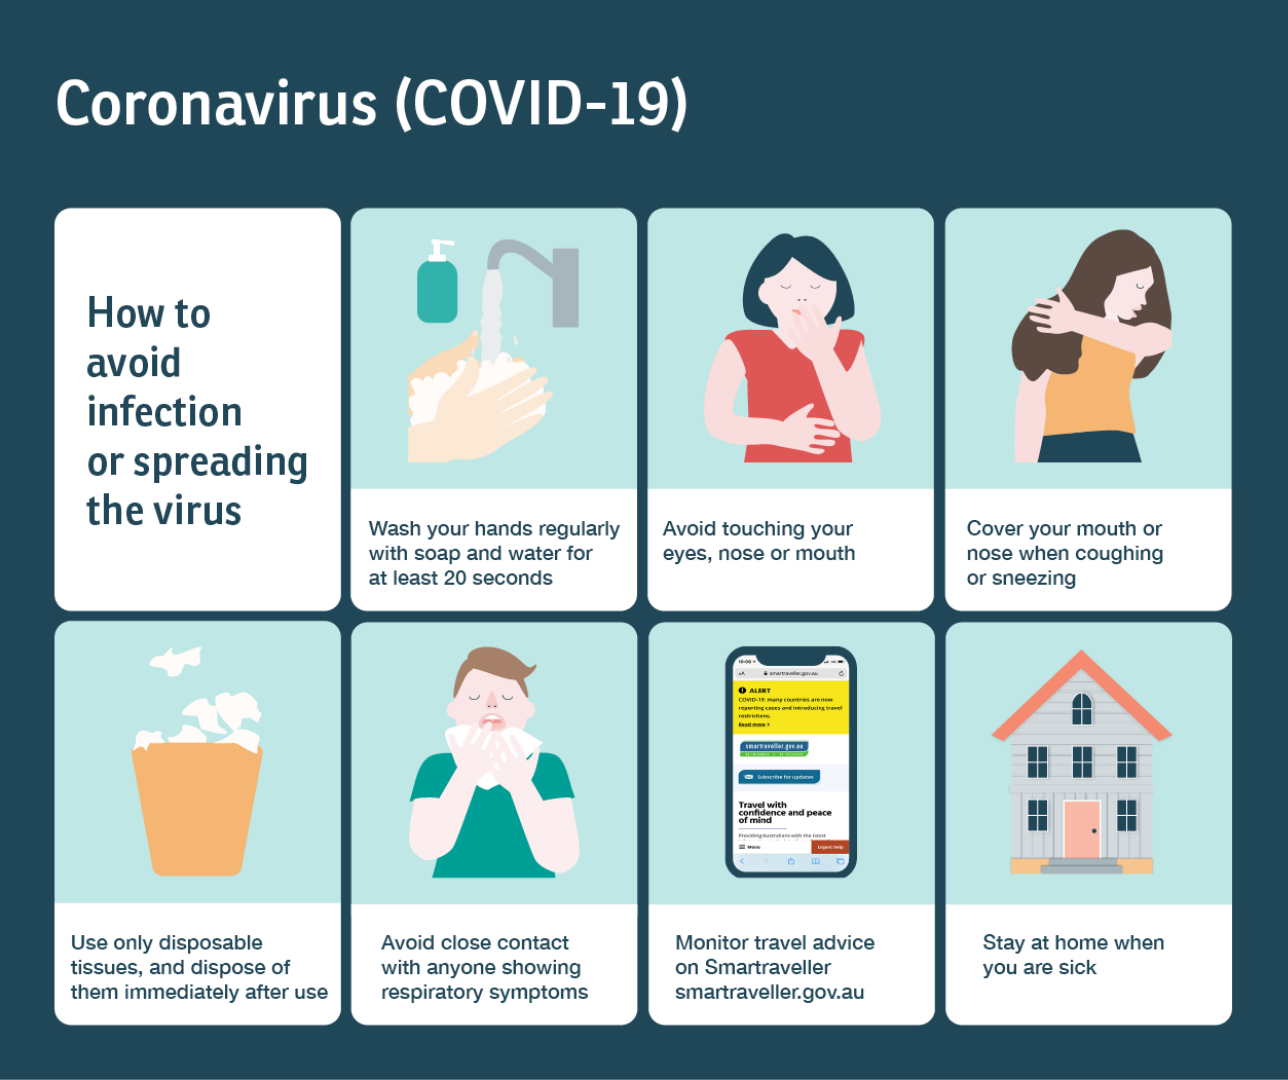 Coronavirus (COVID-19)
How to
avoid
infection
or spreading
the virus
Wash your hands regularly
with soap and water for
at least 20 seconds
Avoid touching your
eyes, nose or mouth
Cover your mouth or
nose when coughing
or sneezing
Use only disposable
tissues, and dispose of
them immediately after use
Avoid close contact
with anyone showing
respiratory symptoms
10:06
AA smartraveller.gov.au
ALERT
COVID-19: many countries are now
reporting cases and introducing travel
restrictions.
Read more >
smartraveller.gov.au
Subscribe for updates
Travel with
confidence and peace
of mind
Providing Australians with the latest
Menu
Urgent help
Monitor travel advice
on Smartraveller
smartraveller.gov.au
Stay at home when
you are sick